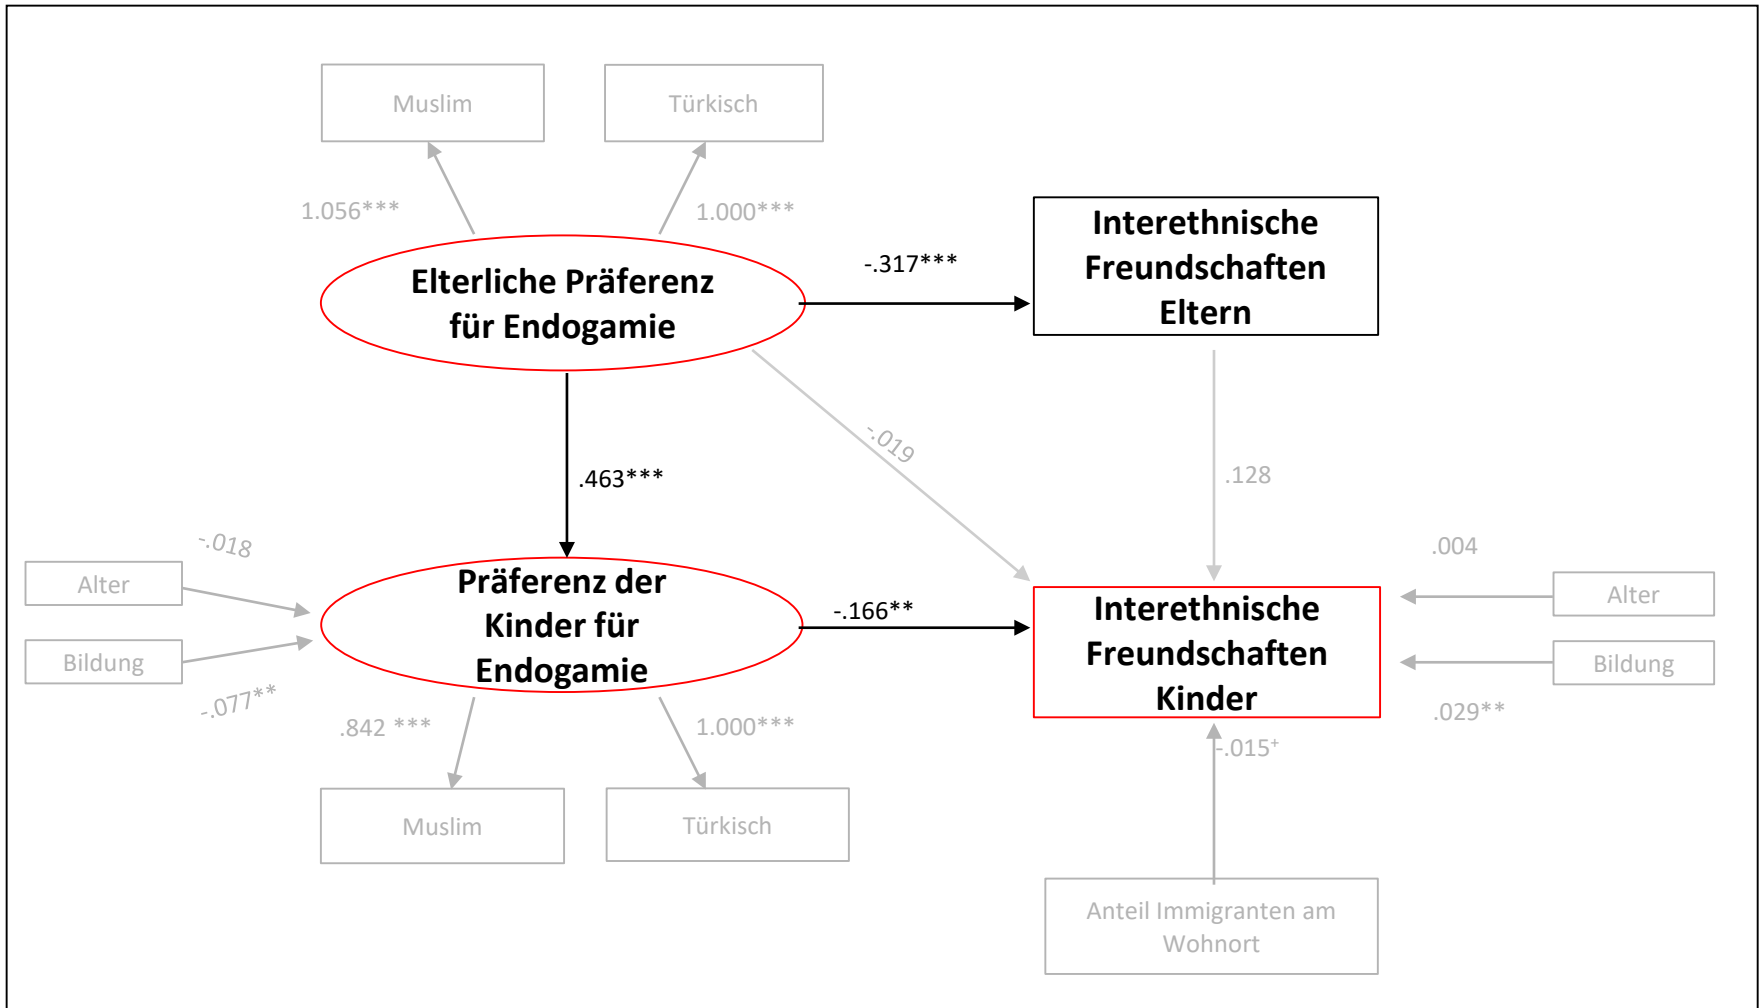 Muslim
Türkisch
1.056***
1.000***
Elterliche Präferenz
für Endogamie
-.317***
Interethnische
Freundschaften
Eltern
-.019
.463***
.128
-.018
Alter
Bildung
-.077**
Präferenz der
Kinder für
Endogamie
-.166**
Interethnische
Freundschaften
Kinder
.004
Alter
Bildung
.029**
.842 ***
1.000***
-.015⁺
Muslim
Türkisch
Anteil Immigranten am
Wohnort